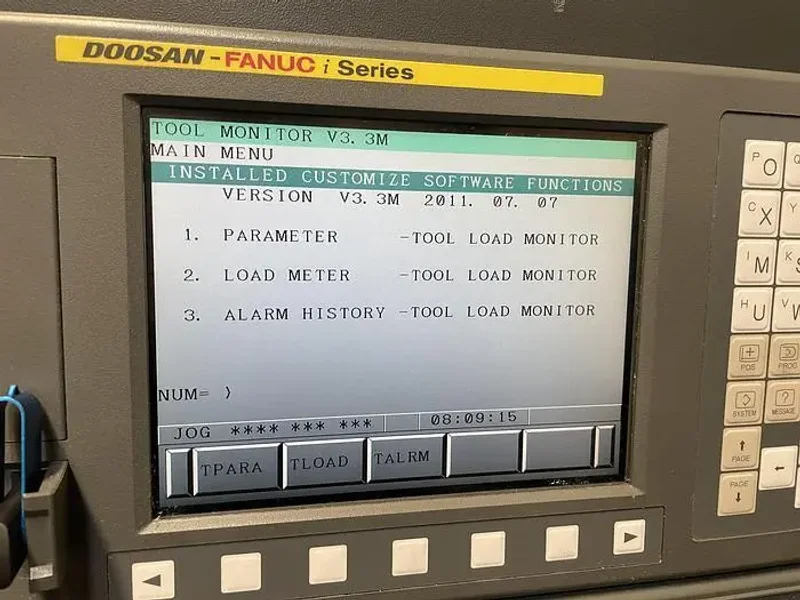 DOOSAN-FANUC i Series
TOOL MONITOR V3.3M
MAIN MENU
INSTALLED CUSTOMIZE SOFTWARE FUNCTIONS
VERSION V3.3M 2011. 07. 07
1. PARAMETER -TOOL LOAD MONITOR
2. LOAD METER -TOOL LOAD MONITOR
3. ALARM HISTORY -TOOL LOAD MONITOR
NUM= )
JOG **** *** *** 08:09:15
TPARA TLOAD TALRM
P O
C X Y
I M K
H U V
POS PROG
SYSTEM MESSAGE
PAGE
PAGE